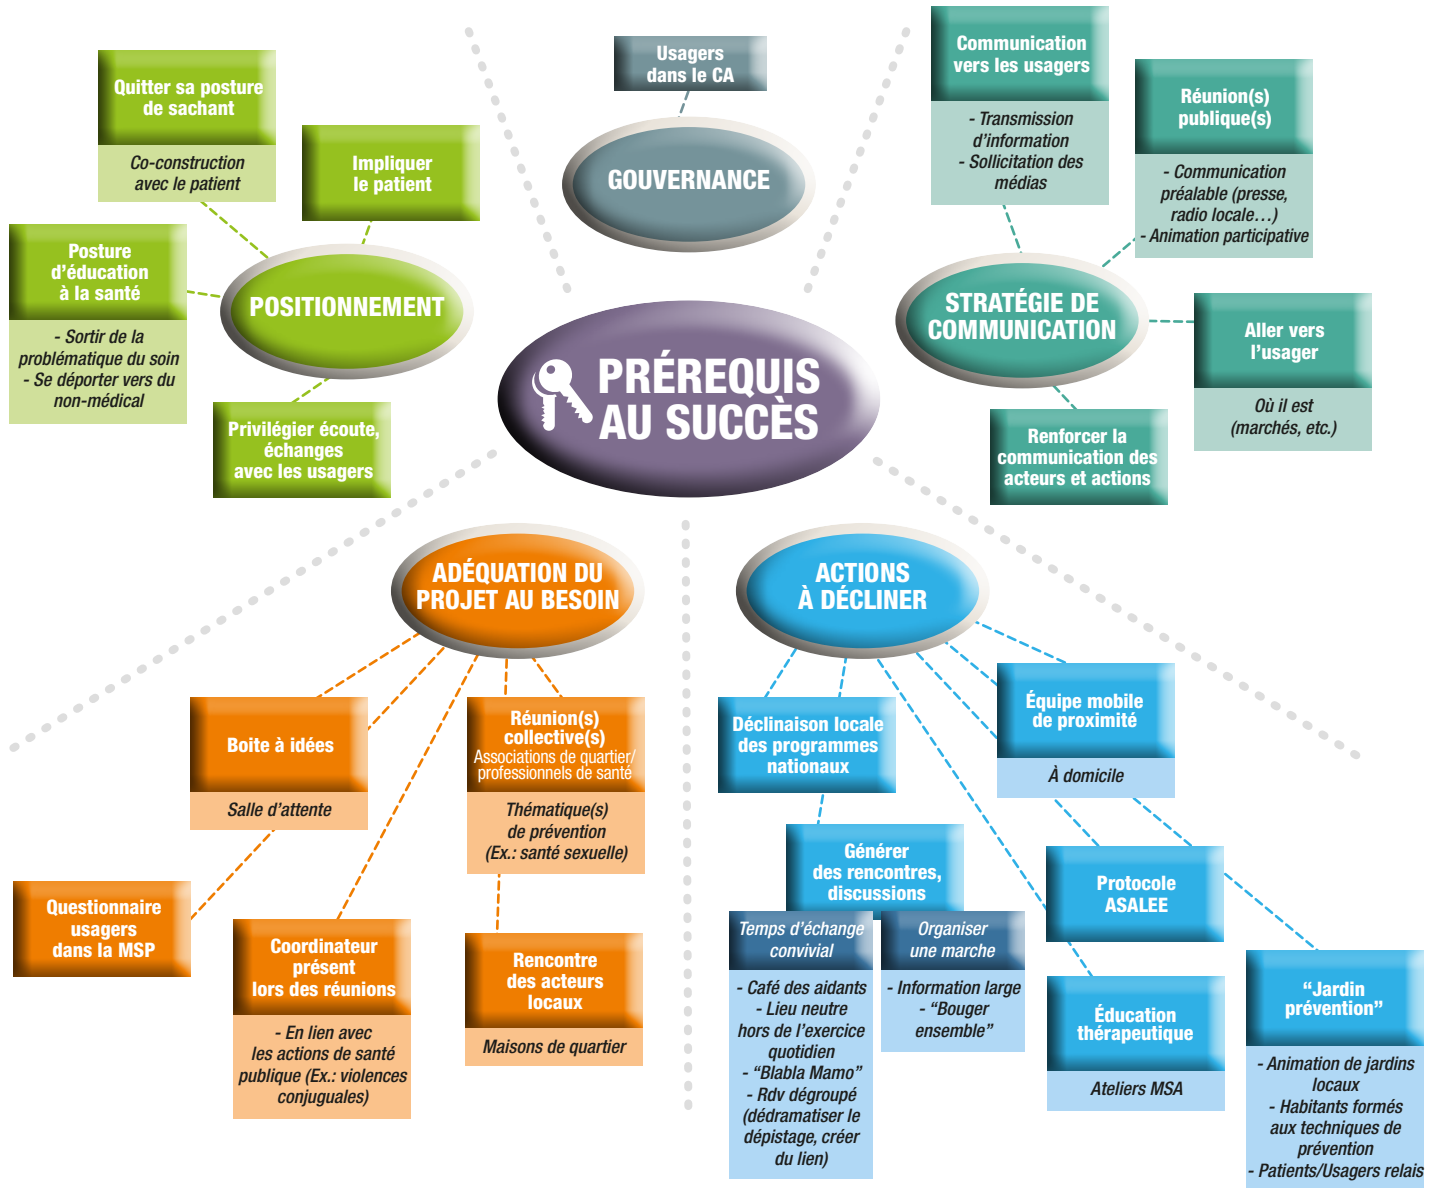 Usagers
dans le CA
GOUVERNANCE
PRÉREQUIS
AU SUCCÈS
Quitter sa posture
de sachant
Co-construction
avec le patient
Impliquer
le patient
Posture
d’éducation
à la santé
- Sortir de la
problématique du soin
- Se déporter vers du
non-médical
POSITIONNEMENT
Privilégier écoute,
échanges
avec les usagers
Communication
vers les usagers
- Transmission
d’information
- Sollicitation des
médias
Réunion(s)
publique(s)
- Communication
préalable (presse,
radio locale…)
- Animation participative
STRATÉGIE DE
COMMUNICATION
Aller vers
l’usager
Où il est
(marchés, etc.)
Renforcer la
communication des
acteurs et actions
ADÉQUATION DU
PROJET AU BESOIN
Boite à idées
Salle d’attente
Réunion(s)
collective(s)
Associations de quartier/
professionnels de santé
Thématique(s)
de prévention
(Ex.: santé sexuelle)
Questionnaire
usagers
dans la MSP
Coordinateur
présent
lors des réunions
- En lien avec
les actions de santé
publique (Ex.: violences
conjuguales)
Rencontre
des acteurs
locaux
Maisons de quartier
ACTIONS
À DÉCLINER
Déclinaison locale
des programmes
nationaux
Équipe mobile
de proximité
À domicile
Générer
des rencontres,
discussions
Temps d’échange
convivial
- Café des aidants
- Lieu neutre
hors de l’exercice
quotidien
- “Blabla Mamo”
- Rdv dégroupé
(dédramatiser le
dépistage, créer
du lien)
Organiser
une marche
- Information large
- “Bouger
ensemble”
Protocole
ASALEE
Éducation
thérapeutique
Ateliers MSA
“Jardin
prévention”
- Animation de jardins
locaux
- Habitants formés
aux techniques de
prévention
- Patients/Usagers relais